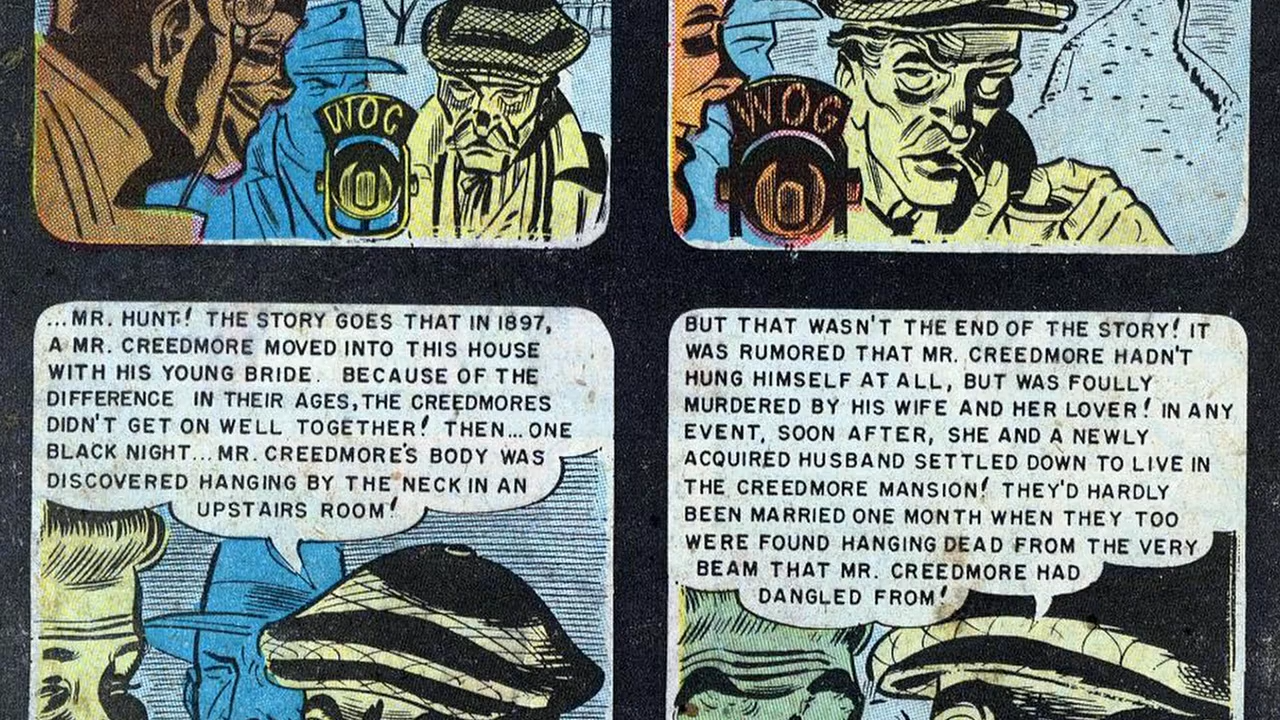 WOG
WOG
...MR. HUNT! THE STORY GOES THAT IN 1897,
A MR. CREEDMORE MOVED INTO THIS HOUSE
WITH HIS YOUNG BRIDE. BECAUSE OF THE
DIFFERENCE IN THEIR AGES, THE CREEDMORES
DIDN'T GET ON WELL TOGETHER! THEN... ONE
BLACK NIGHT... MR. CREEDMORE'S BODY WAS
DISCOVERED HANGING BY THE NECK IN AN
UPSTAIRS ROOM!
BUT THAT WASN'T THE END OF THE STORY! IT
WAS RUMORED THAT MR. CREEDMORE HADN'T
HUNG HIMSELF AT ALL, BUT WAS FOULLY
MURDERED BY HIS WIFE AND HER LOVER! IN ANY
EVENT, SOON AFTER, SHE AND A NEWLY
ACQUIRED HUSBAND SETTLED DOWN TO LIVE IN
THE CREEDMORE MANSION! THEY'D HARDLY
BEEN MARRIED ONE MONTH WHEN THEY TOO
WERE FOUND HANGING DEAD FROM THE VERY
BEAM THAT MR. CREEDMORE HAD
DANGLED FROM!